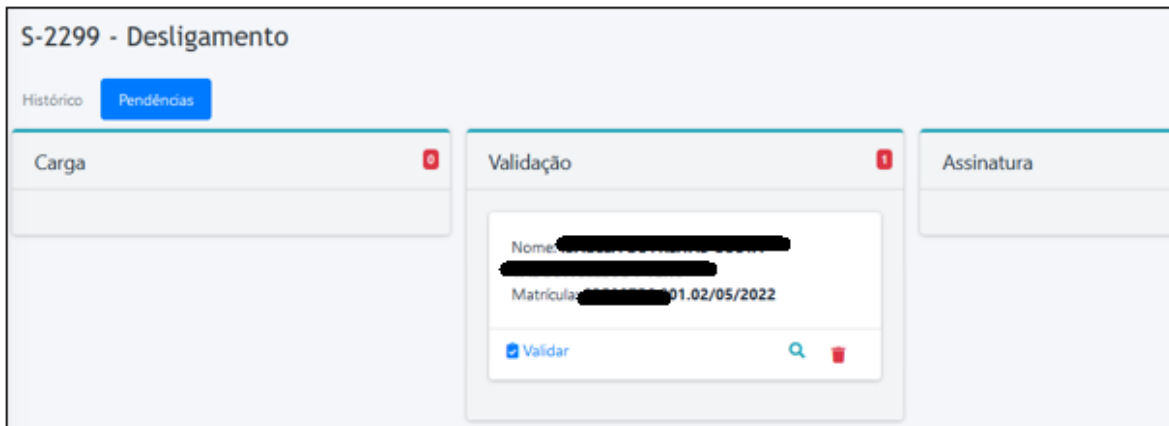 S-2299 - Desligamento
Histórico Pendências
Carga 0 Validação 1 Assinatura
Nome:
Matrícula: 01.02/05/2022
Validar